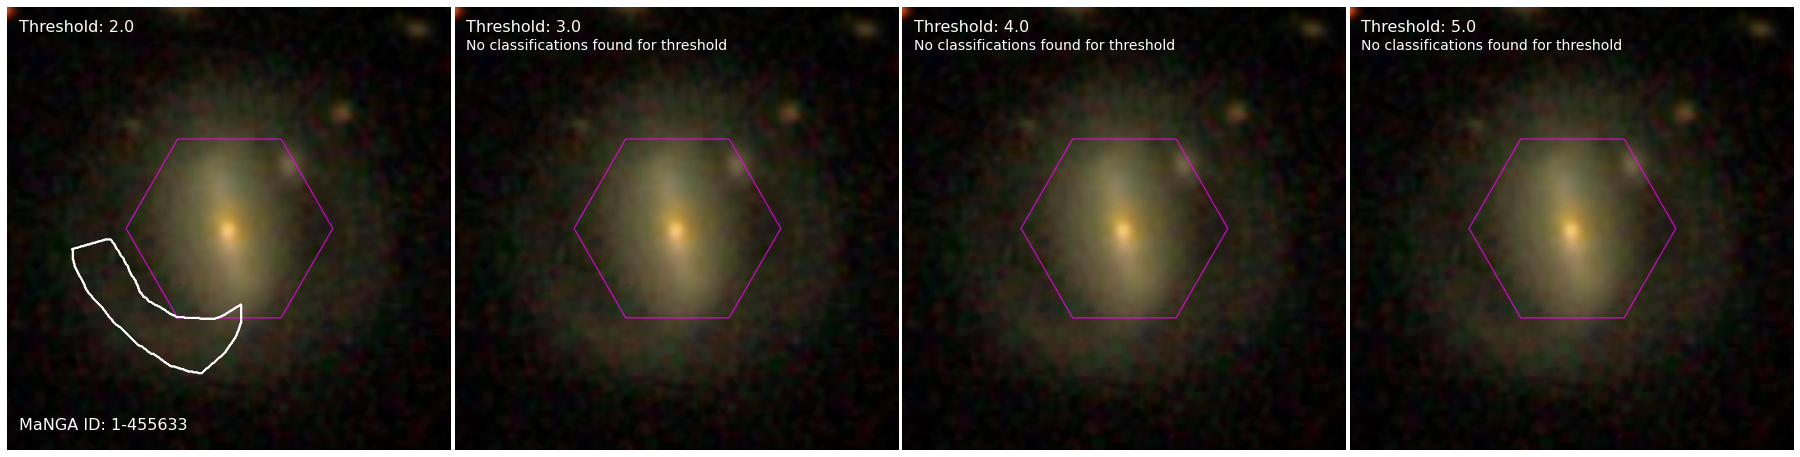 Threshold: 2.0
MaNGA ID: 1-455633
Threshold: 3.0
No classifications found for threshold
Threshold: 4.0
No classifications found for threshold
Threshold: 5.0
No classifications found for threshold